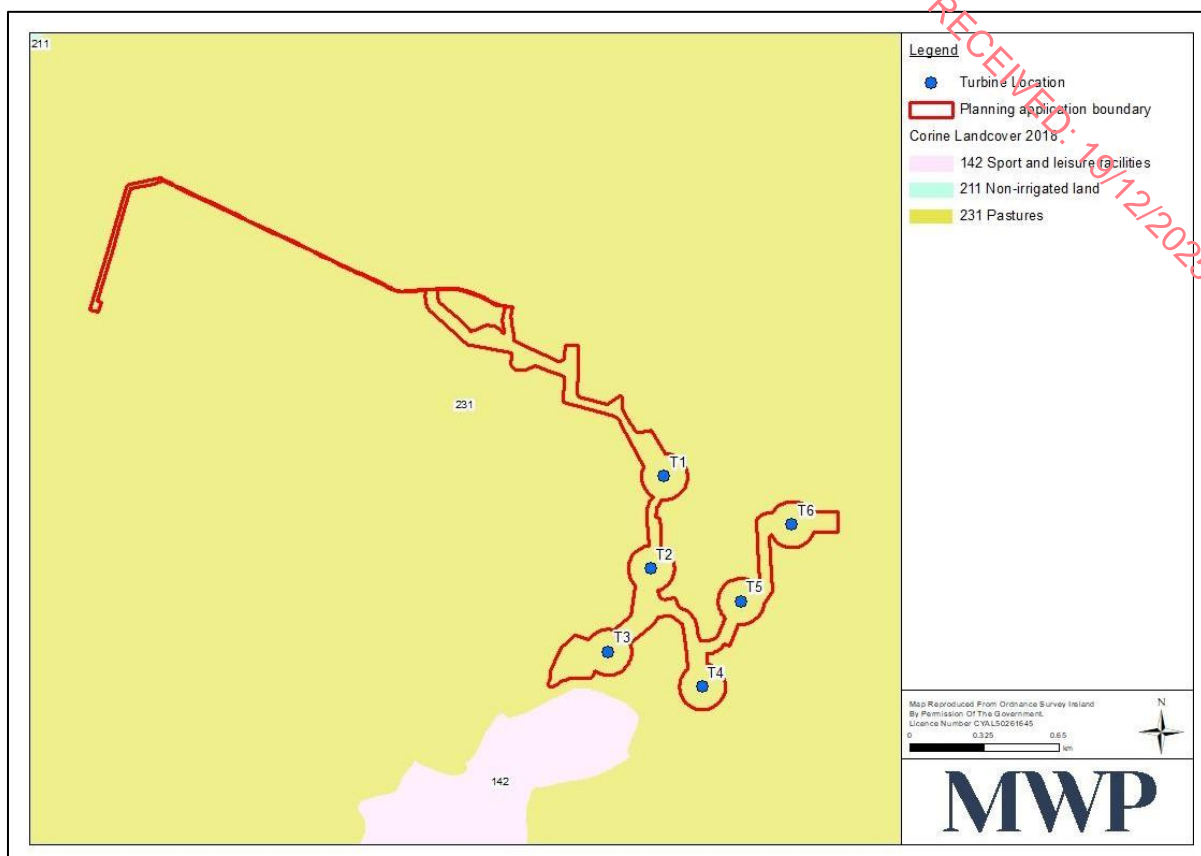 211
231
T1
T6
T2
T5
T3
T4
142
Legend
Turbine Location
Planning application boundary
Corine Landcover 2018
142 Sport and leisure facilities
211 Non-irrigated land
231 Pastures
RECEIVED: 19/12/202
Map Reproduced From Ordnance Survey Ireland
By Permission Of The Government.
Licence Number CYAL50261645
N
0 0.325 0.65
km
MWP